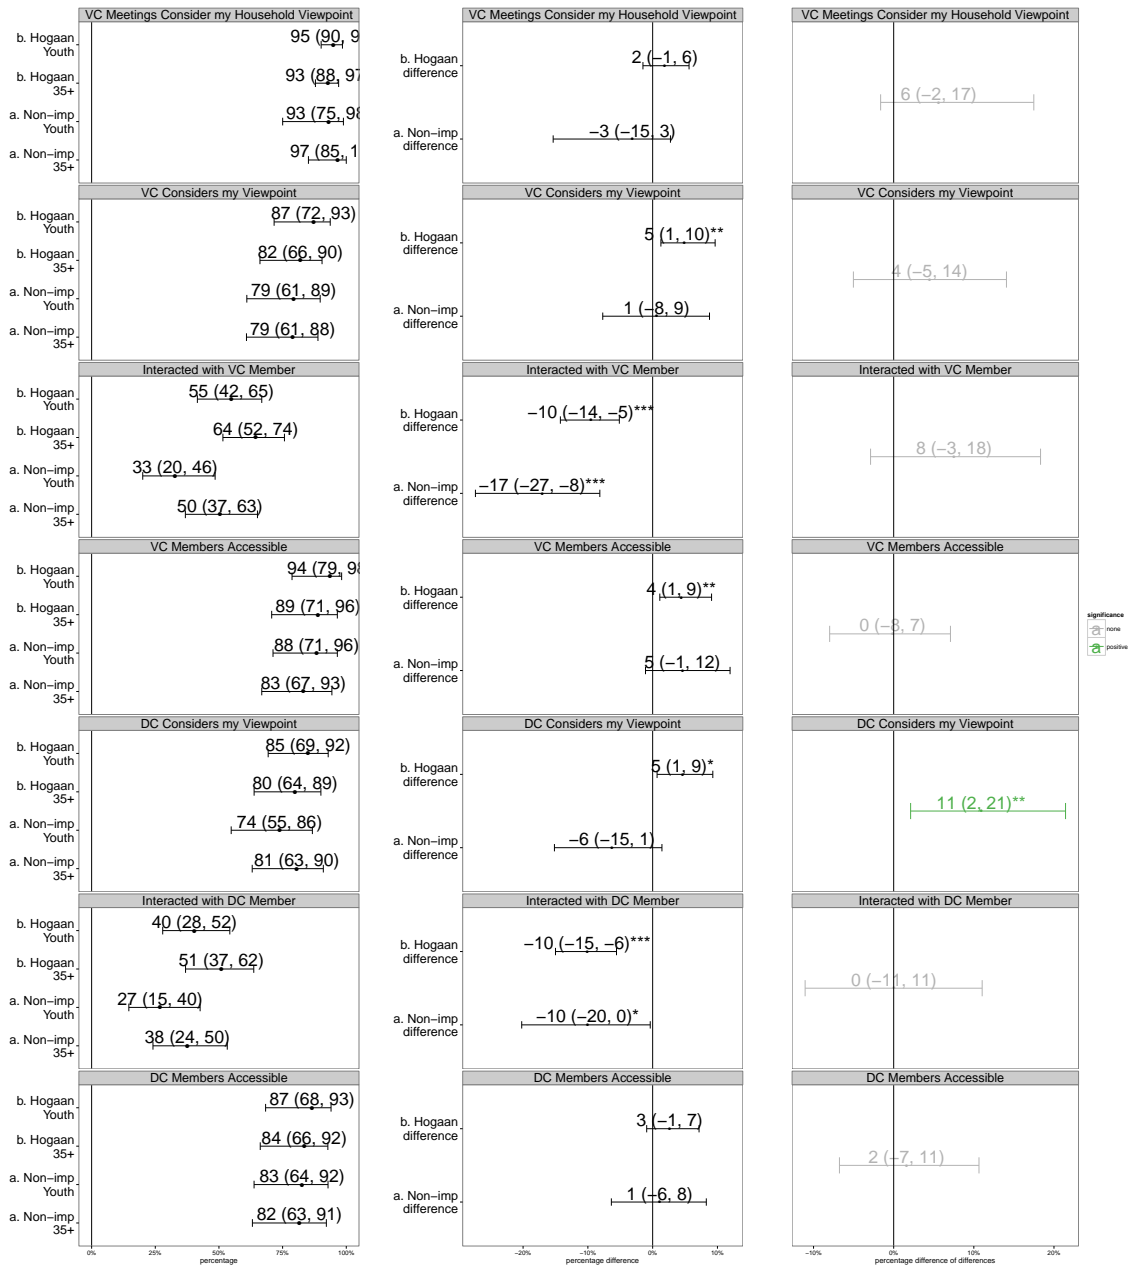 VC Meetings Consider my Household Viewpoint
b. Hogaan
Youth
95 (90, 9
b. Hogaan
35+
93 (88, 97
a. Non−imp
Youth
93 (75, 98
a. Non−imp
35+
97 (85, 1
VC Meetings Consider my Household Viewpoint
b. Hogaan
difference
2 (−1, 6)
a. Non−imp
difference
−3 (−15, 3)
VC Meetings Consider my Household Viewpoint
6 (−2, 17)
VC Considers my Viewpoint
b. Hogaan
Youth
87 (72, 93)
b. Hogaan
35+
82 (66, 90)
a. Non−imp
Youth
79 (61, 89)
a. Non−imp
35+
79 (61, 88)
VC Considers my Viewpoint
b. Hogaan
difference
5 (1, 10)**
a. Non−imp
difference
1 (−8, 9)
VC Considers my Viewpoint
4 (−5, 14)
Interacted with VC Member
b. Hogaan
Youth
55 (42, 65)
b. Hogaan
35+
64 (52, 74)
a. Non−imp
Youth
33 (20, 46)
a. Non−imp
35+
50 (37, 63)
Interacted with VC Member
b. Hogaan
difference
−10 (−14, −5)***
a. Non−imp
difference
−17 (−27, −8)***
Interacted with VC Member
8 (−3, 18)
VC Members Accessible
b. Hogaan
Youth
94 (79, 98
b. Hogaan
35+
89 (71, 96)
a. Non−imp
Youth
88 (71, 96)
a. Non−imp
35+
83 (67, 93)
VC Members Accessible
b. Hogaan
difference
4 (1, 9)**
a. Non−imp
difference
5 (−1, 12)
VC Members Accessible
0 (−8, 7)
significance
a none
a positive
DC Considers my Viewpoint
b. Hogaan
Youth
85 (69, 92)
b. Hogaan
35+
80 (64, 89)
a. Non−imp
Youth
74 (55, 86)
a. Non−imp
35+
81 (63, 90)
DC Considers my Viewpoint
b. Hogaan
difference
5 (1, 9)*
a. Non−imp
difference
−6 (−15, 1)
DC Considers my Viewpoint
11 (2, 21)**
Interacted with DC Member
b. Hogaan
Youth
40 (28, 52)
b. Hogaan
35+
51 (37, 62)
a. Non−imp
Youth
27 (15, 40)
a. Non−imp
35+
38 (24, 50)
Interacted with DC Member
b. Hogaan
difference
−10 (−15, −6)***
a. Non−imp
difference
−10 (−20, 0)*
Interacted with DC Member
0 (−11, 11)
DC Members Accessible
b. Hogaan
Youth
87 (68, 93)
b. Hogaan
35+
84 (66, 92)
a. Non−imp
Youth
83 (64, 92)
a. Non−imp
35+
82 (63, 91)
0% 25% 50% 75% 100%
percentage
DC Members Accessible
b. Hogaan
difference
3 (−1, 7)
a. Non−imp
difference
1 (−6, 8)
−20% −10% 0% 10%
percentage difference
DC Members Accessible
2 (−7, 11)
−10% 0% 10% 20%
percentage difference of differences